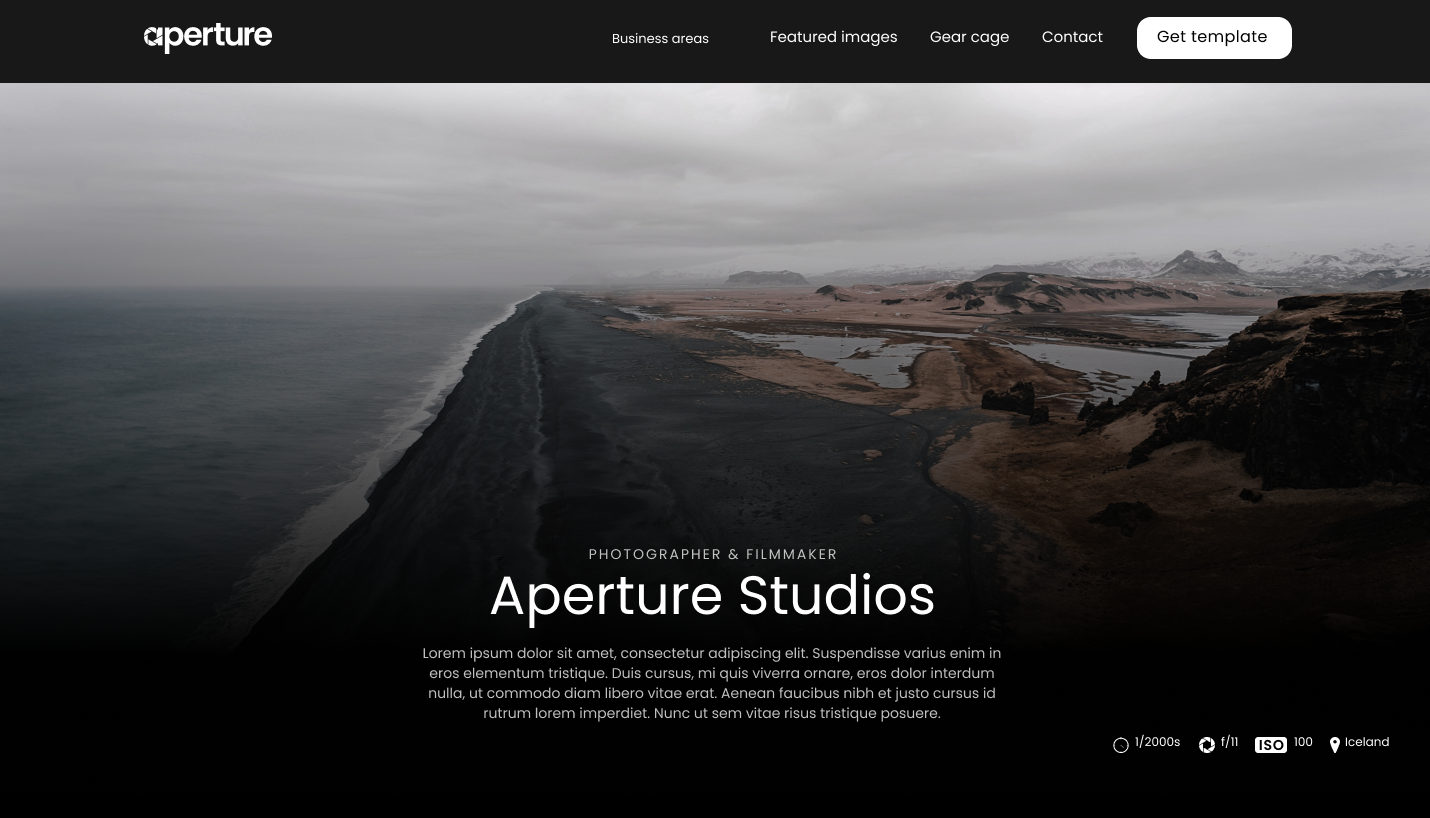 aperture
Business areas
Featured images
Gear cage
Contact
Get template
PHOTOGRAPHER & FILMMAKER
Aperture Studios
Lorem ipsum dolor sit amet, consectetur adipiscing elit. Suspendisse varius enim in
eros elementum tristique. Duis cursus, mi quis viverra ornare, eros dolor interdum
nulla, ut commodo diam libero vitae erat. Aenean faucibus nibh et justo cursus id
rutrum lorem imperdiet. Nunc ut sem vitae risus tristique posuere.
1/2000s
f/11
ISO 100
Iceland